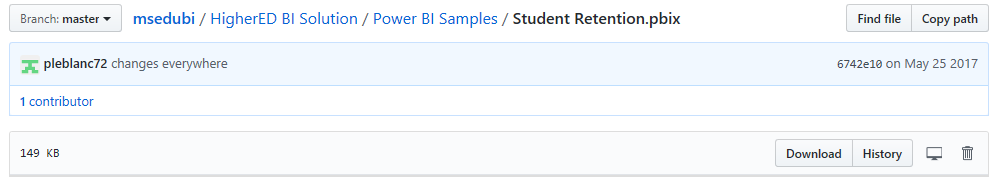 Branch: master msedubi / HigherED BI Solution / Power BI Samples / Student Retention.pbix Find file Copy path
pleblanc72 changes everywhere 6742e10 on May 25 2017
1 contributor
149 KB Download History